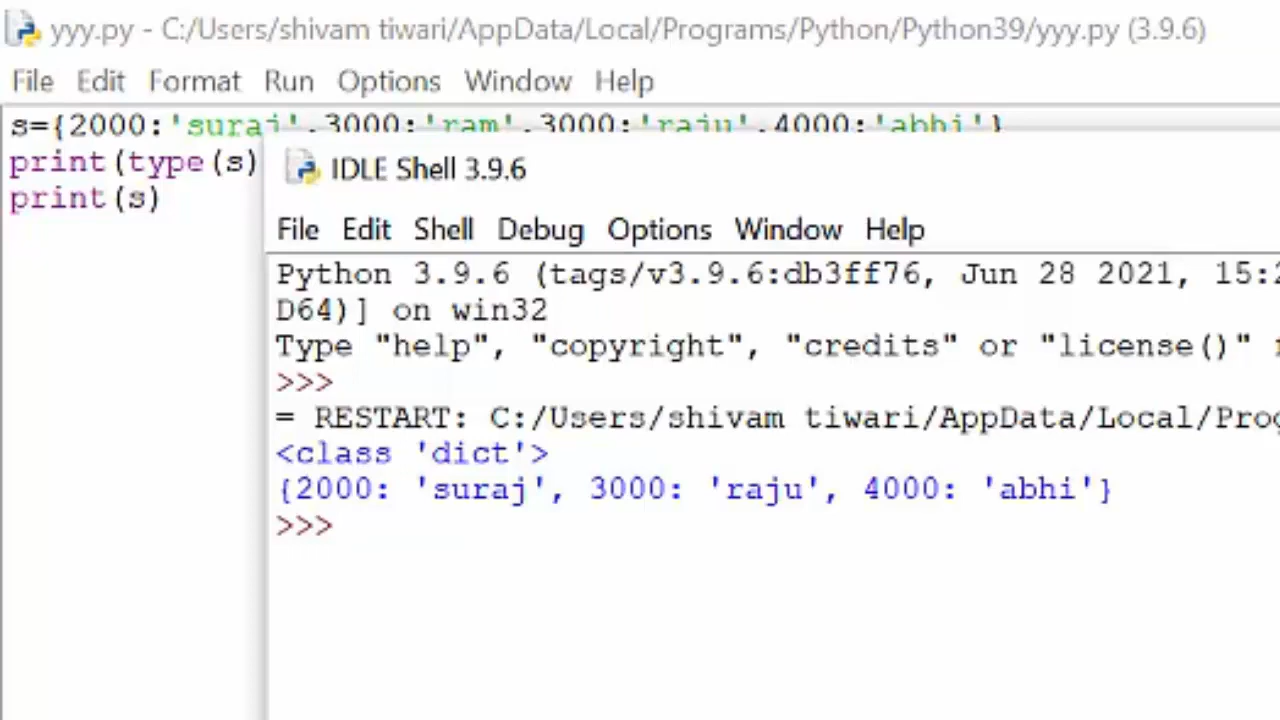 yyy.py - C:/Users/shivam tiwari/AppData/Local/Programs/Python/Python39/yyy.py (3.9.6)
File Edit Format Run Options Window Help
s={2000:'suraj',3000:'ram',3000:'raju',4000:'abhi'}
print(type(s)
print(s)
IDLE Shell 3.9.6
File Edit Shell Debug Options Window Help
Python 3.9.6 (tags/v3.9.6:db3ff76, Jun 28 2021, 15:2
D64)] on win32
Type "help", "copyright", "credits" or "license()" f
>>>
= RESTART: C:/Users/shivam tiwari/AppData/Local/Prog
<class 'dict'>
{2000: 'suraj', 3000: 'raju', 4000: 'abhi'}
>>>